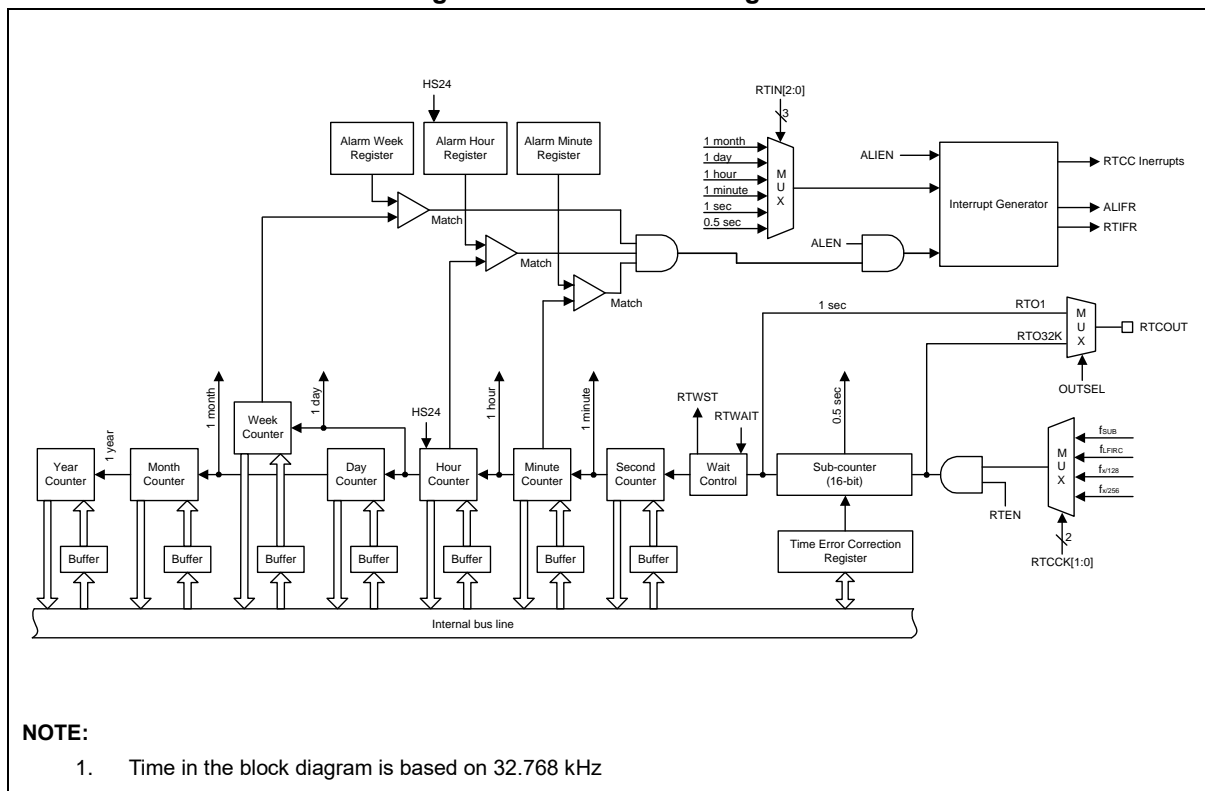 HS24
RTIN[2:0]
3
Alarm Week
Register
Alarm Hour
Register
Alarm Minute
Register
1 month
1 day
1 hour
1 minute
1 sec
0.5 sec
M
U
X
ALIEN
Interrupt Generator
RTCC Inerrupts
ALIFR
RTIFR
Match
Match
Match
ALEN
1 sec
RTO1
RTO32K
M
U
X
RTCOUT
OUTSEL
1 month
1 day
HS24
1 hour
1 minute
RTWST
RTWAIT
0.5 sec
Week
Counter
1 year
Year
Counter
Month
Counter
Day
Counter
Hour
Counter
Minute
Counter
Second
Counter
Wait
Control
Sub-counter
(16-bit)
RTEN
M
U
X
fSUB
fLFIRC
fx/128
fx/256
2
RTCCK[1:0]
Time Error Correction
Register
Buffer
Buffer
Buffer
Buffer
Buffer
Buffer
Buffer
Internal bus line
NOTE:
1. Time in the block diagram is based on 32.768 kHz